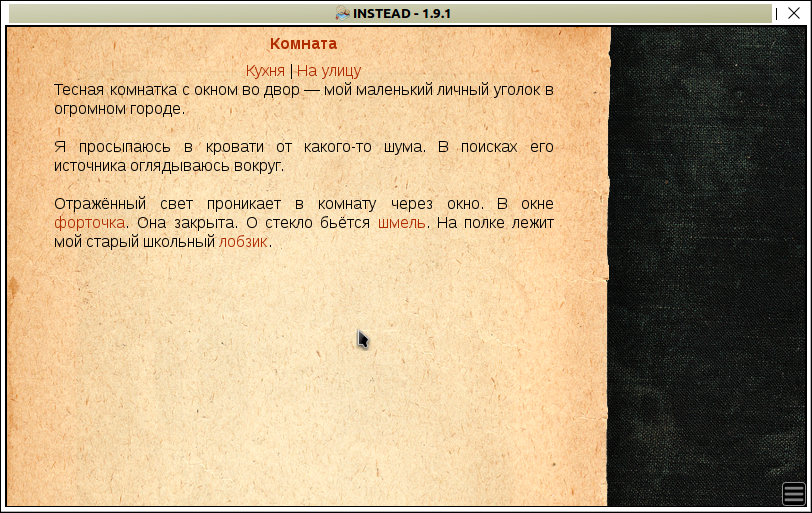 INSTEAD - 1.9.1
Комната
Кухня | На улицу
Тесная комнатка с окном во двор — мой маленький личный уголок в
огромном городе.
Я просыпаюсь в кровати от какого-то шума. В поисках его
источника оглядываюсь вокруг.
Отражённый свет проникает в комнату через окно. В окне
форточка. Она закрыта. О стекло бьётся шмель. На полке лежит
мой старый школьный лобзик.